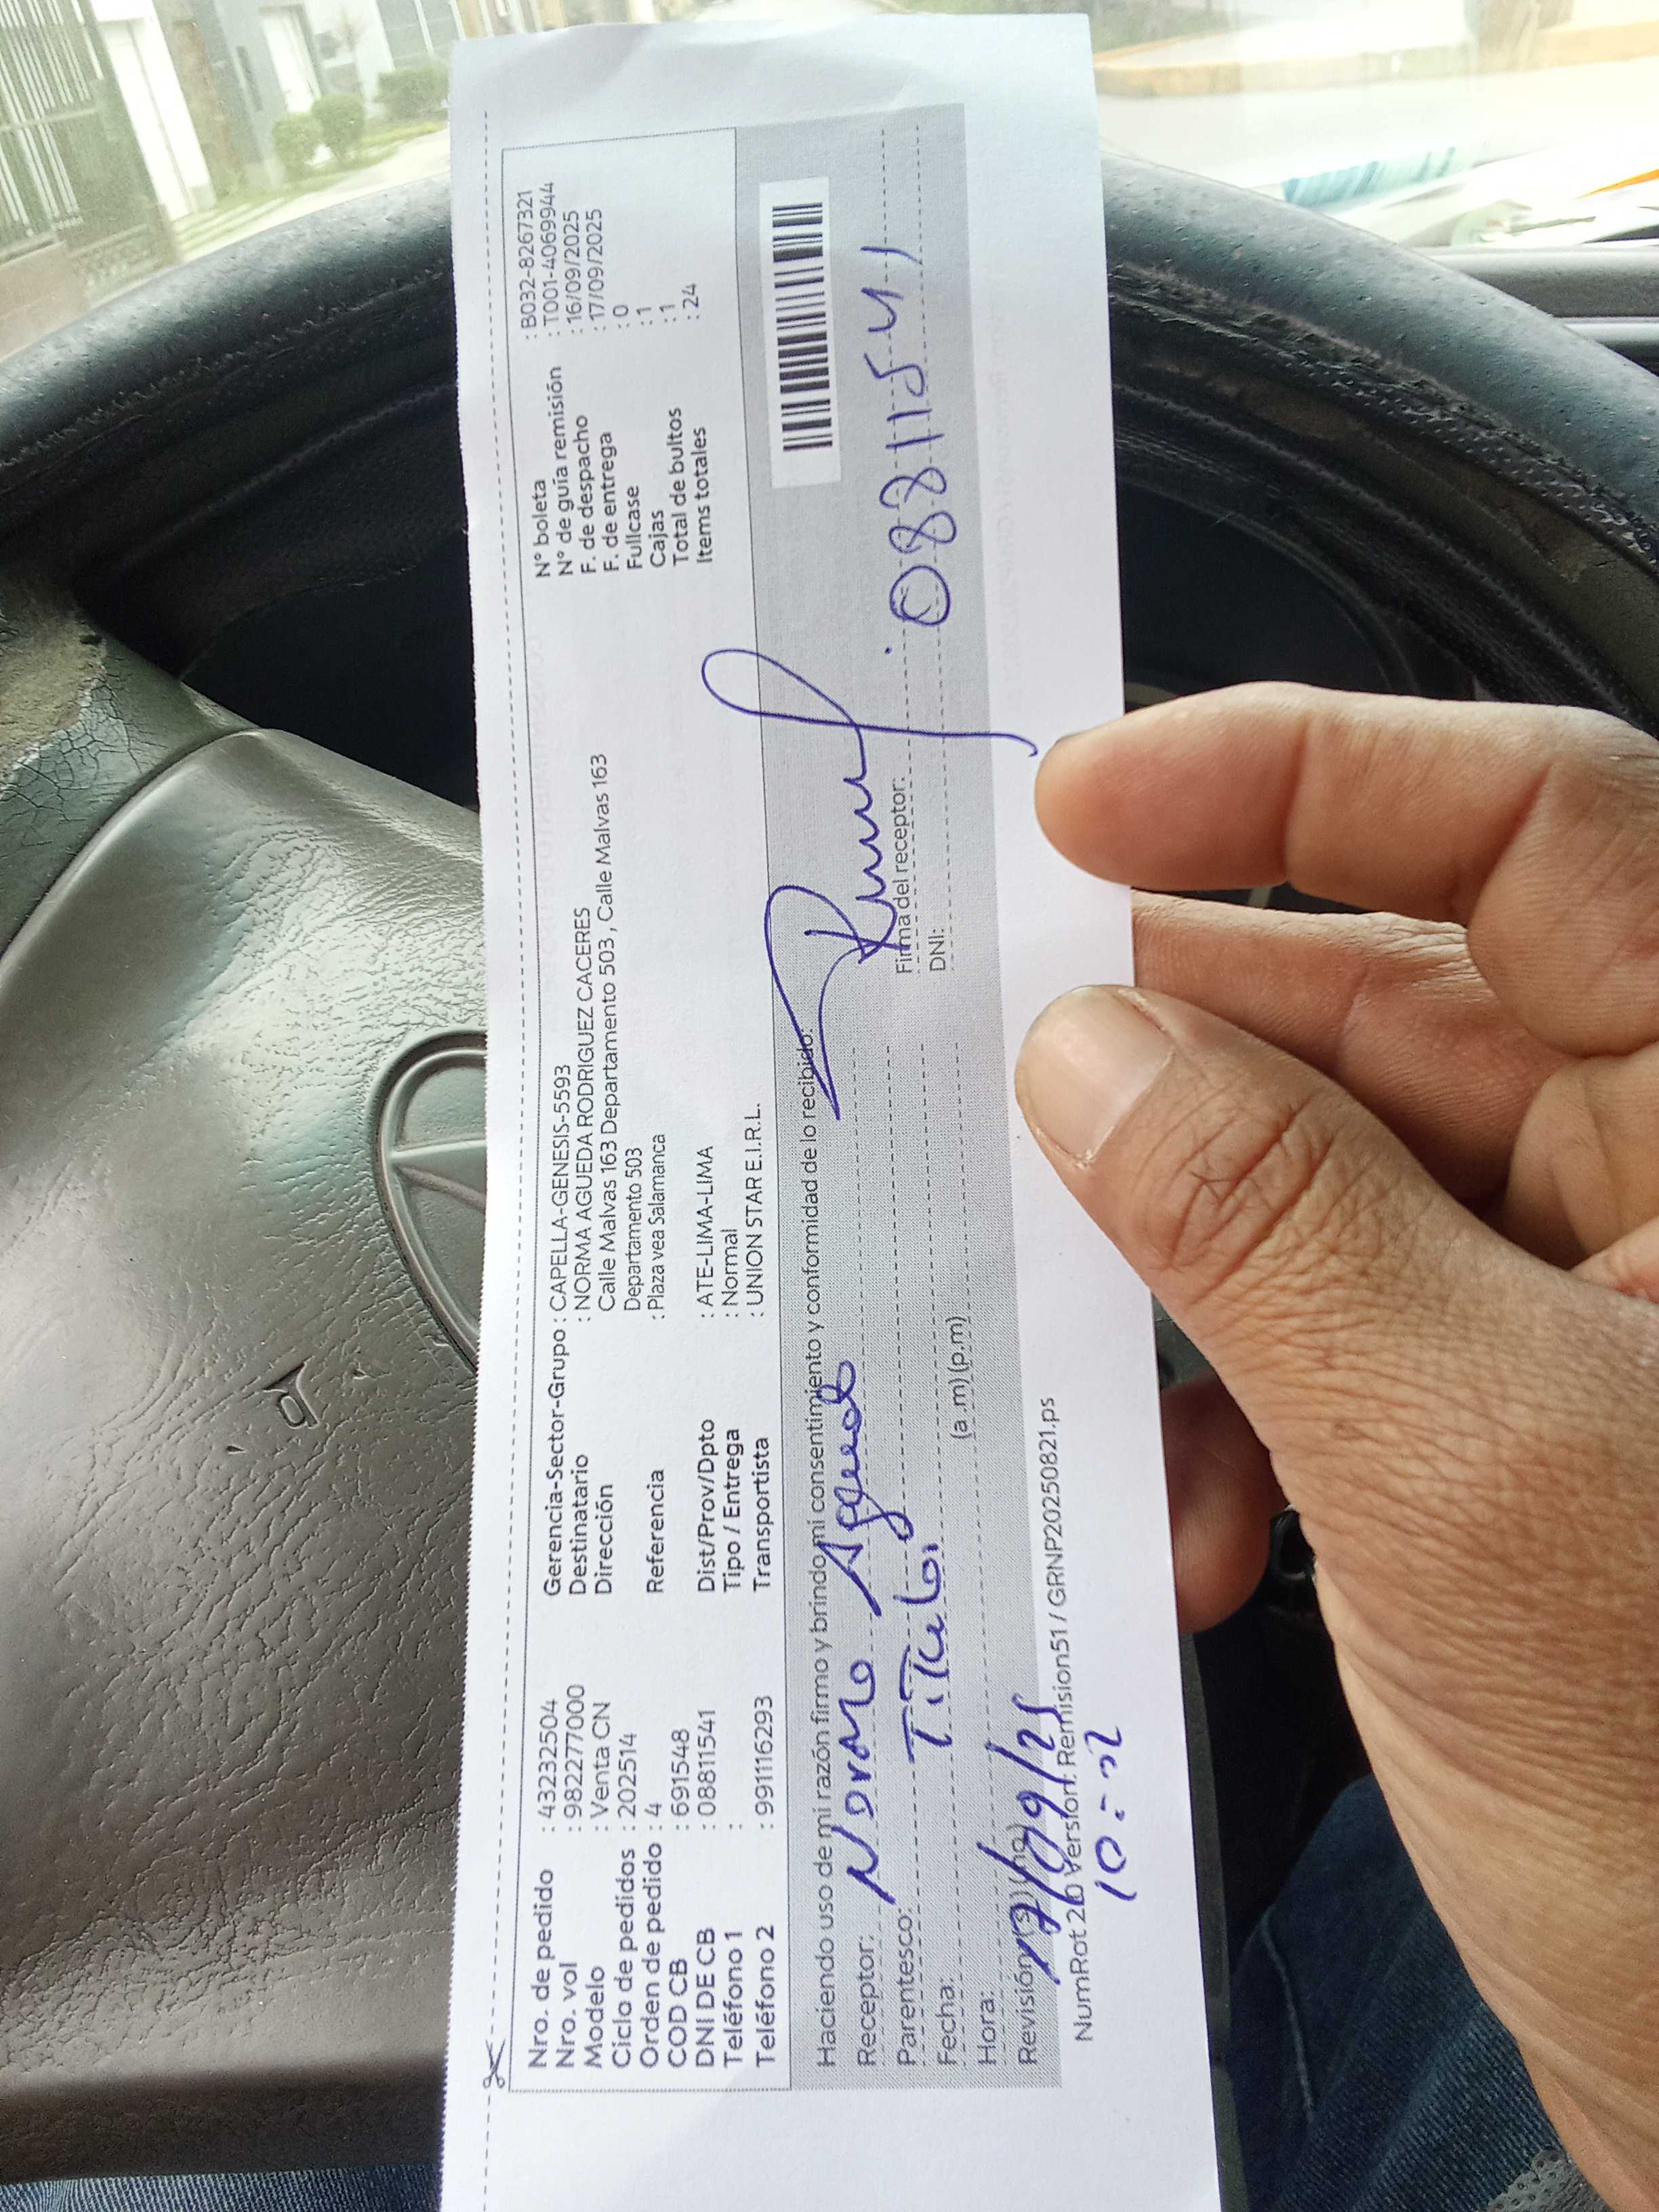 Nro. de pedido : 43232504
Nro. vol : 982277000
Modelo : Venta CN
Ciclo de pedidos : 202514
Orden de pedido : 4
COD CB : 691548
DNI DE CB : 08811541
Teléfono 1 :
Teléfono 2 : 991116293
Gerencia-Sector-Grupo : CAPELLA-GENESIS-5593
Destinatario : NORMA AGUEDA RODRIGUEZ CACERES
Dirección Calle Malvas 163 Departamento 503 , Calle Malvas 163
Departamento 503
Referencia : Plaza vea Salamanca
Dist/Prov/Dpto : ATE-LIMA-LIMA
Tipo / Entrega : Normal
Transportista : UNION STAR E.I.R.L.
N° boleta : B032-8267321
N° de guía remisión : T001-4069944
F. de despacho : 16/09/2025
F. de entrega : 17/09/2025
Fullcase : 0
Cajas : 1
Total de bultos : 1
Items totales : 24
Haciendo uso de mi razón firmo y brindo mi consentimiento y conformidad de lo recibido:
Receptor: Norma Agueda
Parentesco: Titular
Fecha:
Hora: (a .m) (p.m)
Revisión: (si) (no)
17/09/25
10:02
Firma del receptor:
DNI: 08811541
NumRot 2.0 Version: Remision51 / GRNP20250821.ps